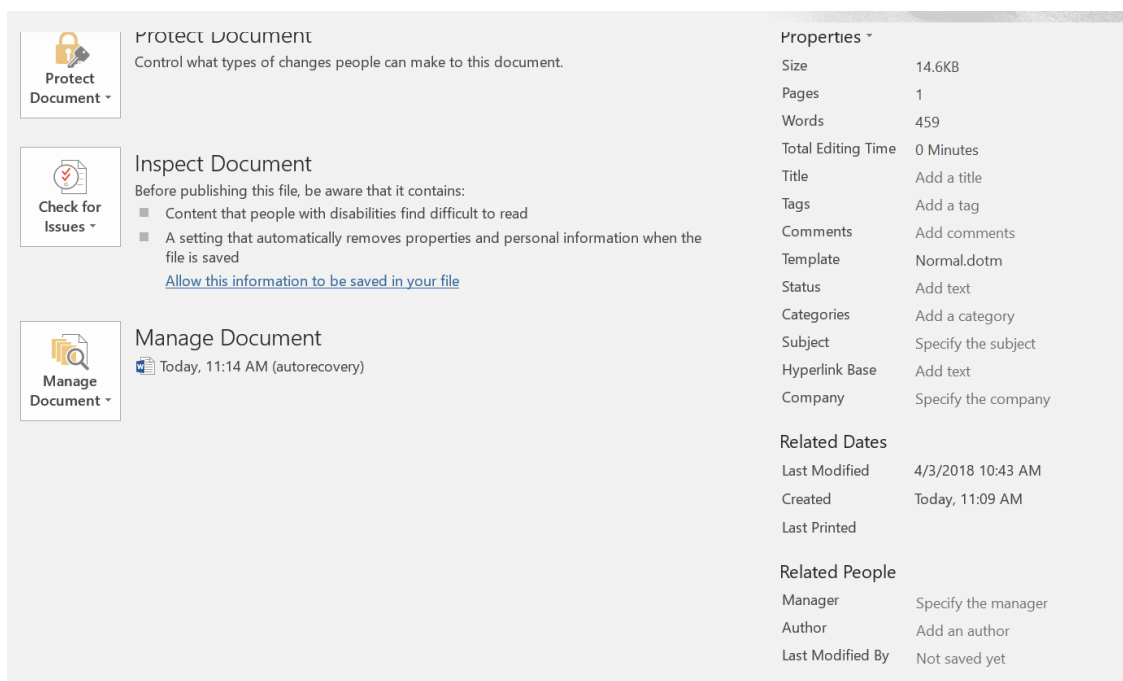 Protect Document
Control what types of changes people can make to this document.
Protect
Document
Inspect Document
Before publishing this file, be aware that it contains:
Content that people with disabilities find difficult to read
A setting that automatically removes properties and personal information when the
file is saved
Allow this information to be saved in your file
Check for
Issues
Manage Document
Today, 11:14 AM (autorecovery)
Manage
Document
Properties
Size 14.6KB
Pages 1
Words 459
Total Editing Time 0 Minutes
Title Add a title
Tags Add a tag
Comments Add comments
Template Normal.dotm
Status Add text
Categories Add a category
Subject Specify the subject
Hyperlink Base Add text
Company Specify the company
Related Dates
Last Modified 4/3/2018 10:43 AM
Created Today, 11:09 AM
Last Printed
Related People
Manager Specify the manager
Author Add an author
Last Modified By Not saved yet